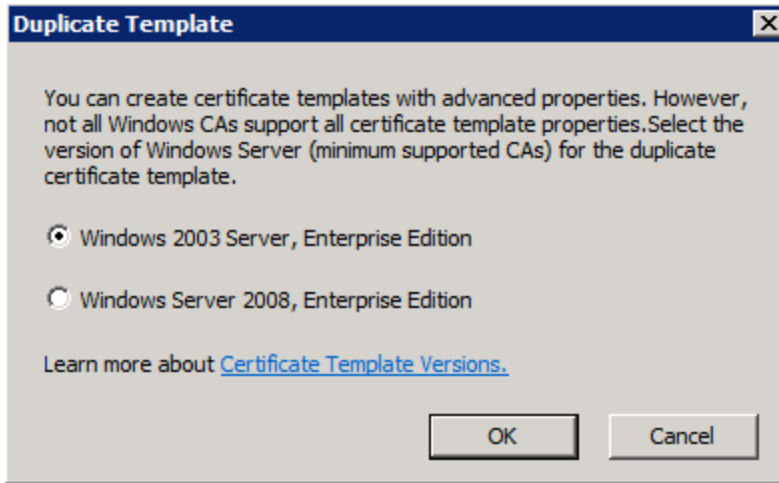 Duplicate Template
You can create certificate templates with advanced properties. However,
not all Windows CAs support all certificate template properties.Select the
version of Windows Server (minimum supported CAs) for the duplicate
certificate template.
Windows 2003 Server, Enterprise Edition
Windows Server 2008, Enterprise Edition
Learn more about Certificate Template Versions.
OK Cancel